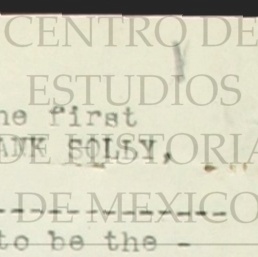 CENTRO DE
ESTUDIOS
he first
DE HISTORIA
ANK SOLLY,
DE MEXICO
-----------------
to be the -